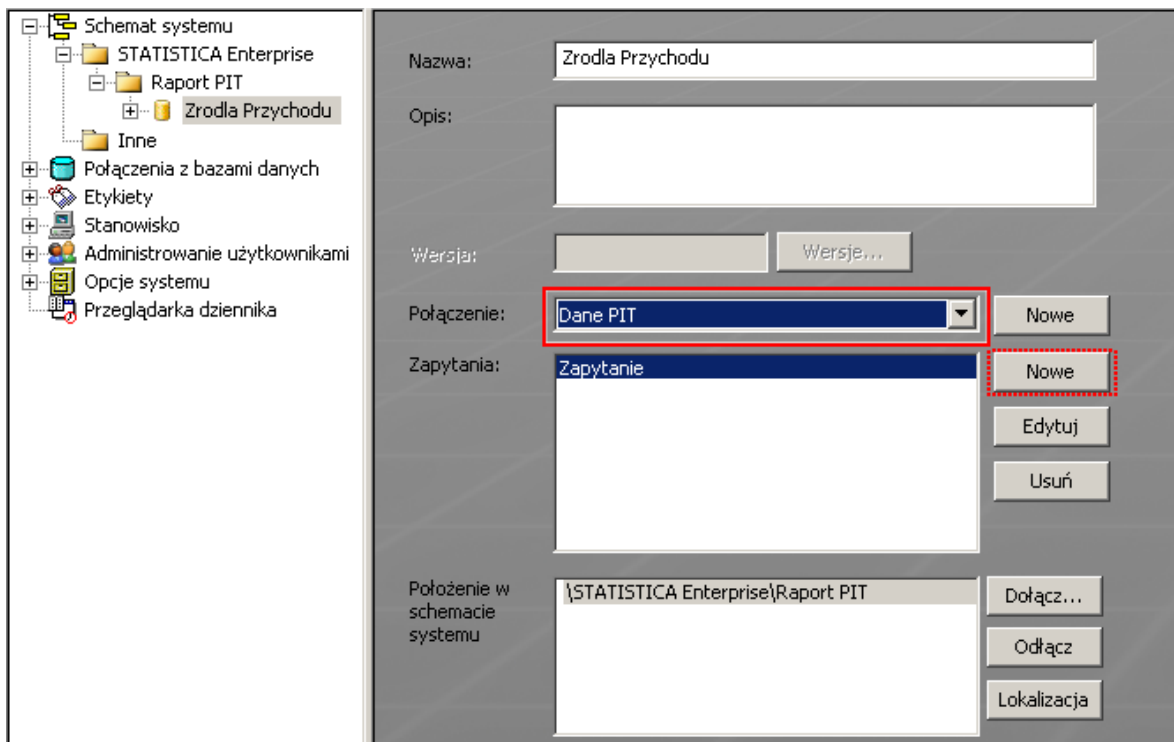 Schemat systemu
STATISTICA Enterprise
Raport PIT
Zrodla Przychodu
Inne
Połączenia z bazami danych
Etykiety
Stanowisko
Administrowanie użytkownikami
Opcje systemu
Przeglądarka dziennika
Nazwa: Zrodla Przychodu
Opis:
Wersja: Wersje...
Połączenie: Dane PIT Nowe
Zapytania: Zapytanie Nowe
Edytuj
Usuń
Położenie w \STATISTICA Enterprise\Raport PIT Dołącz...
schemacie
systemu
Odłącz
Lokalizacja